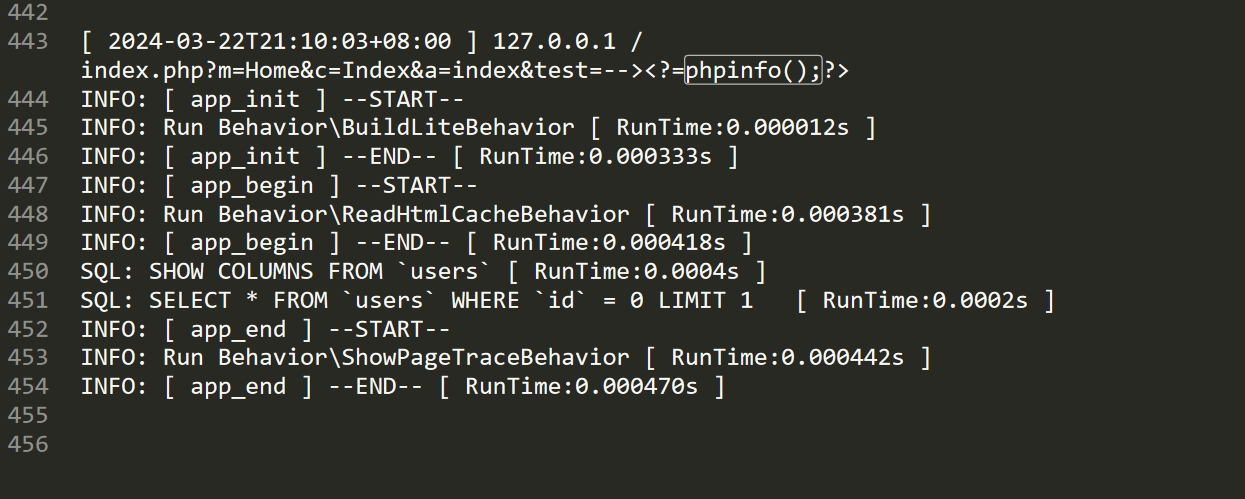 442
443 [ 2024-03-22T21:10:03+08:00 ] 127.0.0.1 /
index.php?m=Home&c=Index&a=index&test=--><?=phpinfo();?>
444 INFO: [ app_init ] --START--
445 INFO: Run Behavior\BuildLiteBehavior [ RunTime:0.000012s ]
446 INFO: [ app_init ] --END-- [ RunTime:0.000333s ]
447 INFO: [ app_begin ] --START--
448 INFO: Run Behavior\ReadHtmlCacheBehavior [ RunTime:0.000381s ]
449 INFO: [ app_begin ] --END-- [ RunTime:0.000418s ]
450 SQL: SHOW COLUMNS FROM `users` [ RunTime:0.0004s ]
451 SQL: SELECT * FROM `users` WHERE `id` = 0 LIMIT 1   [ RunTime:0.0002s ]
452 INFO: [ app_end ] --START--
453 INFO: Run Behavior\ShowPageTraceBehavior [ RunTime:0.000442s ]
454 INFO: [ app_end ] --END-- [ RunTime:0.000470s ]
455
456